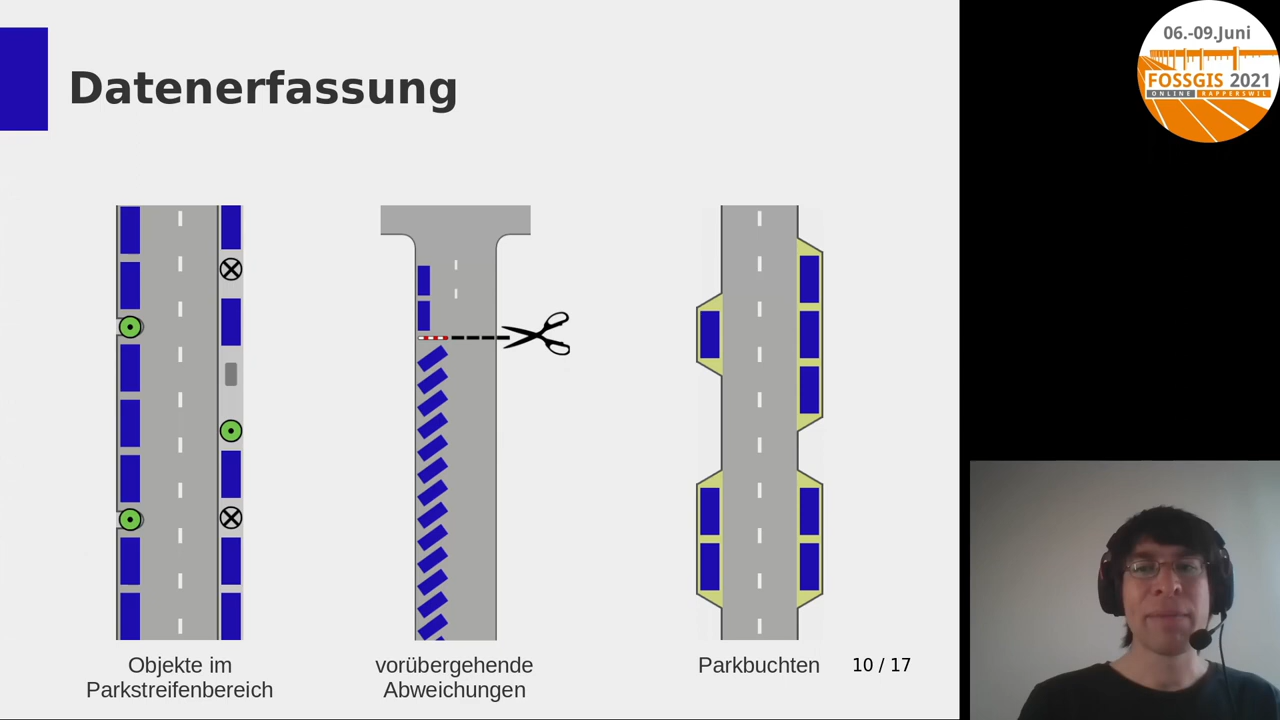 Datenerfassung
06.-09.Juni
FOSSGIS 2021
ONLINE RAPPERSWIL
Objekte im
Parkstreifenbereich
vorübergehende
Abweichungen
Parkbuchten
10 / 17